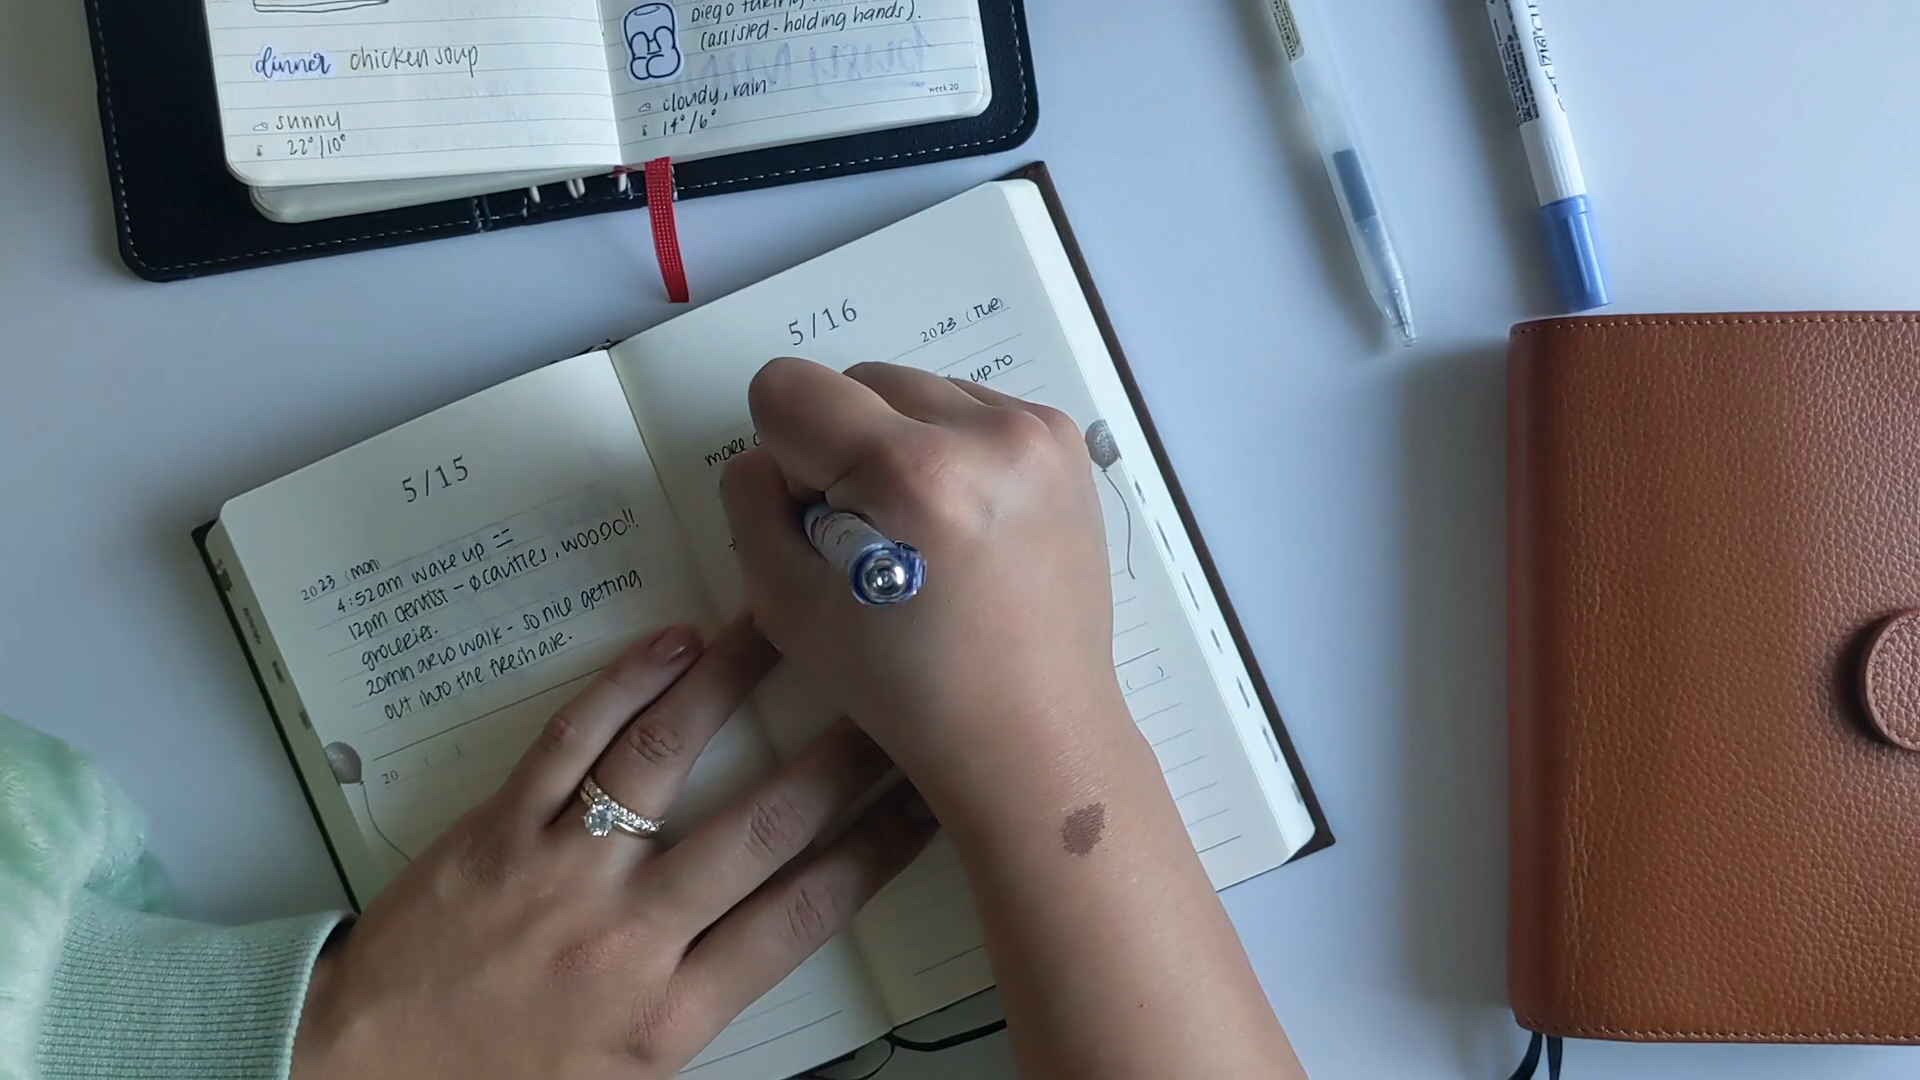 dinner chicken soup
sunny
22°/10°
Diego
(assisted - holding hands).
cloudy, rain
14°/6°
week 20
5/15
2023 (mon
4:52am wake up
12pm dentist - ø cavities, woooo!!
groceries.
20mn arvo walk - so nice getting
out into the fresh air.
20 ( )
5/16
2023 (Tue)
up to
more
( )